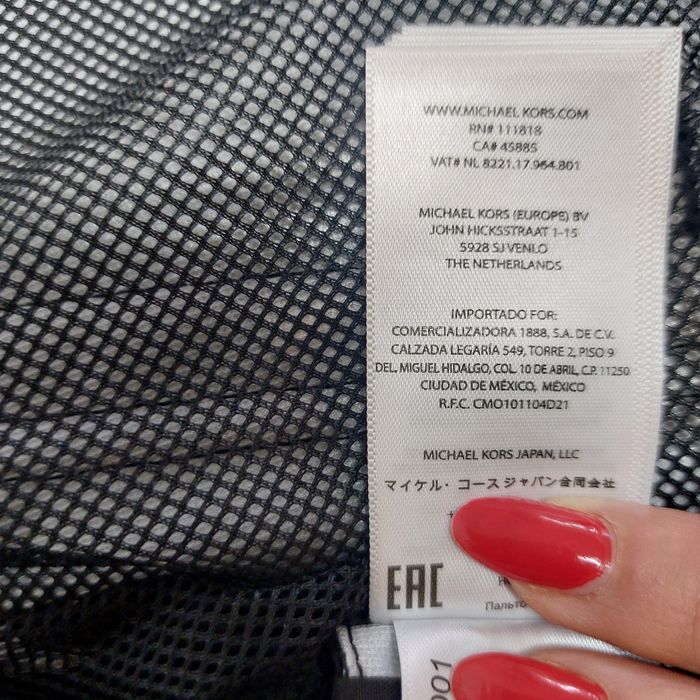 WWW.MICHAEL KORS.COM
RN# 111818
CA# 45885
VAT# NL 8221.17.964.B01
MICHAEL KORS (EUROPE) BV
JOHN HICKSSTRAAT 1-15
5928 SJ VENLO
THE NETHERLANDS
IMPORTADO FOR:
COMERCIALIZADORA 1888, S.A. DE C.V.
CALZADA LEGARÍA 549, TORRE 2, PISO 9
DEL. MIGUEL HIDALGO, COL. 10 DE ABRIL, C.P. 11250
CIUDAD DE MÉXICO, MÉXICO
R.F.C. CMO101104D21
MICHAEL KORS JAPAN, LLC
マイケル・コースジャパン合同会社
EAC
Пальто
001